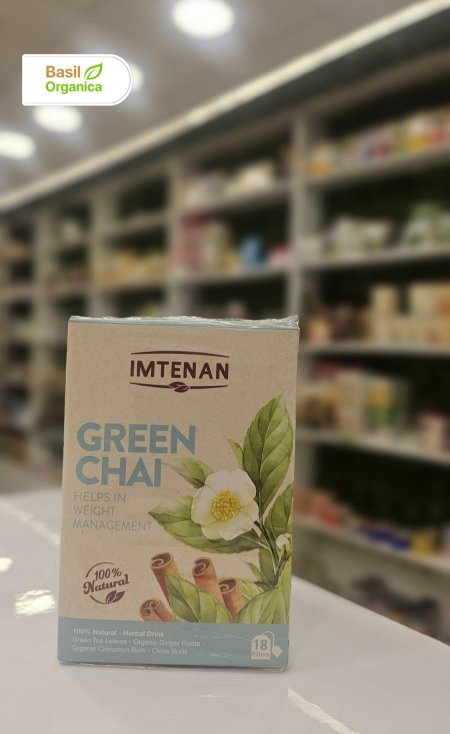 Basil
Organica
IMTENAN
GREEN
CHAI
HELPS IN
WEIGHT
MANAGEMENT
100%
Natural
100% Natural - Herbal Drink
Green Tea Leaves - Organic Ginger Roots -
Organic Cinnamon Bark - Clove Buds
18
Filters